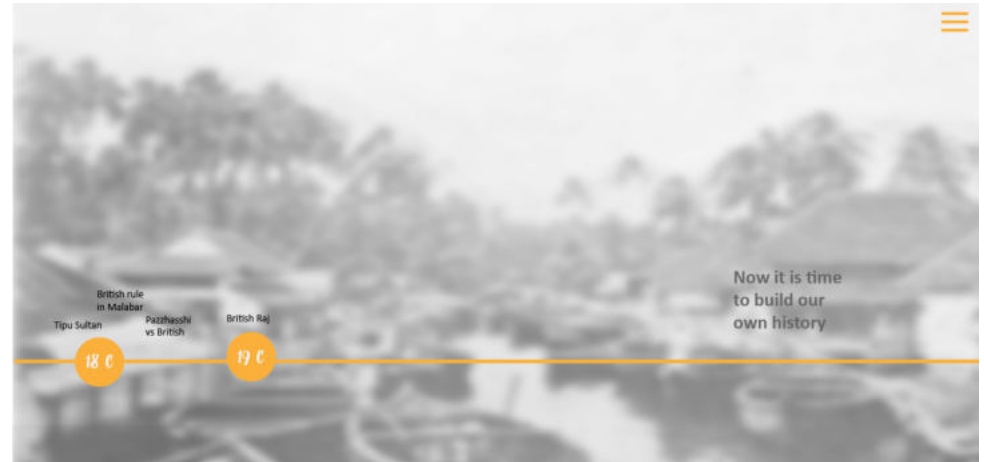 British rule
in Malabar
Tipu Sultan
Pazzhasshi
vs British
British Raj
18 C
19 C
Now it is time
to build our
own history